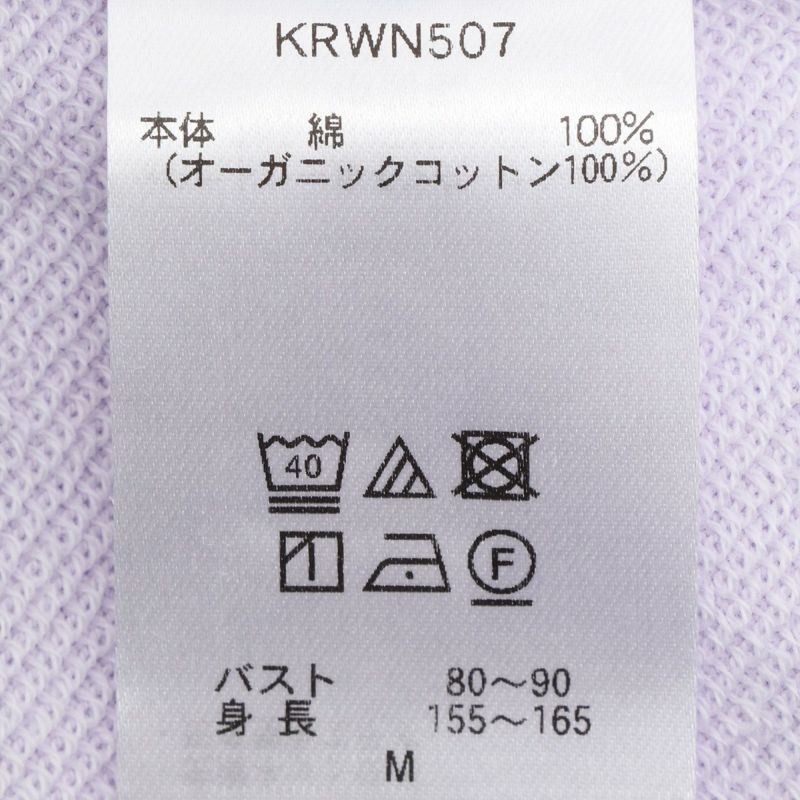 KRWN507
本体 綿 100%
(オーガニックコットン100%)
40
F
バスト 80～90
身長 155～165
M